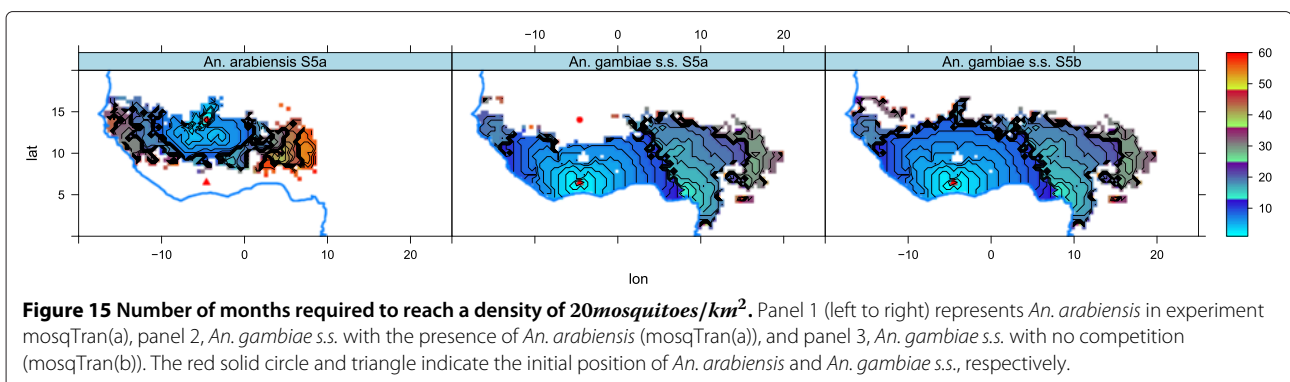 −10 0 10 20
An. arabiensis S5a An. gambiae s.s. S5a An. gambiae s.s. S5b
60
50
40
30
20
10
15
10
5
lat
−10 0 10 20 −10 0 10 20
lon
Figure 15 Number of months required to reach a density of 20mosquitoes/km². Panel 1 (left to right) represents An. arabiensis in experiment
mosqTran(a), panel 2, An. gambiae s.s. with the presence of An. arabiensis (mosqTran(a)), and panel 3, An. gambiae s.s. with no competition
(mosqTran(b)). The red solid circle and triangle indicate the initial position of An. arabiensis and An. gambiae s.s., respectively.